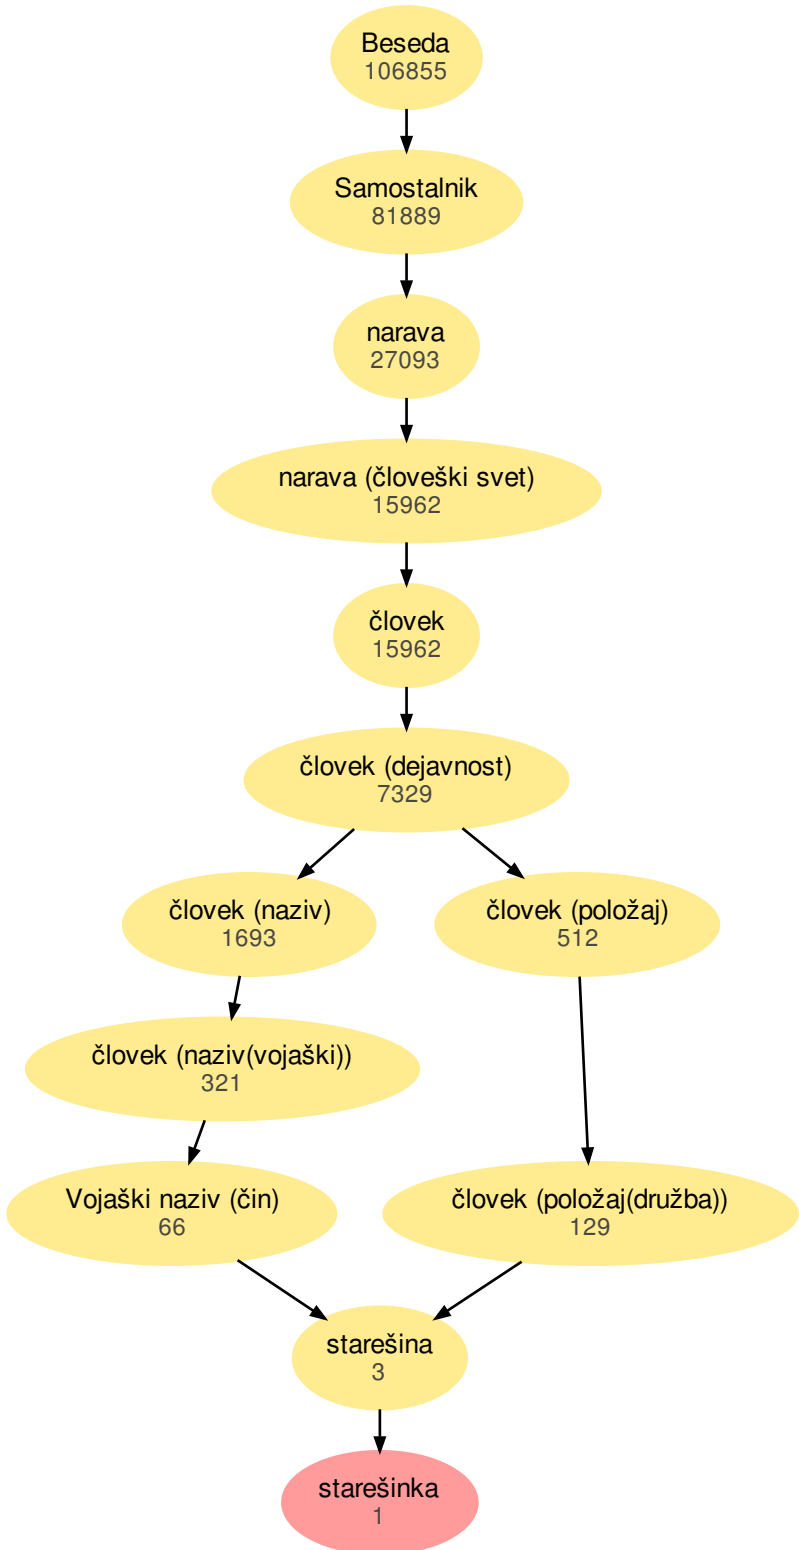 Beseda
106855
Samostalnik
81889
narava
27093
narava (človeški svet)
15962
človek
15962
človek (dejavnost)
7329
človek (naziv)
1693
človek (položaj)
512
človek (naziv(vojaški))
321
Vojaški naziv (čin)
66
človek (položaj(družba))
129
starešina
3
starešinka
1